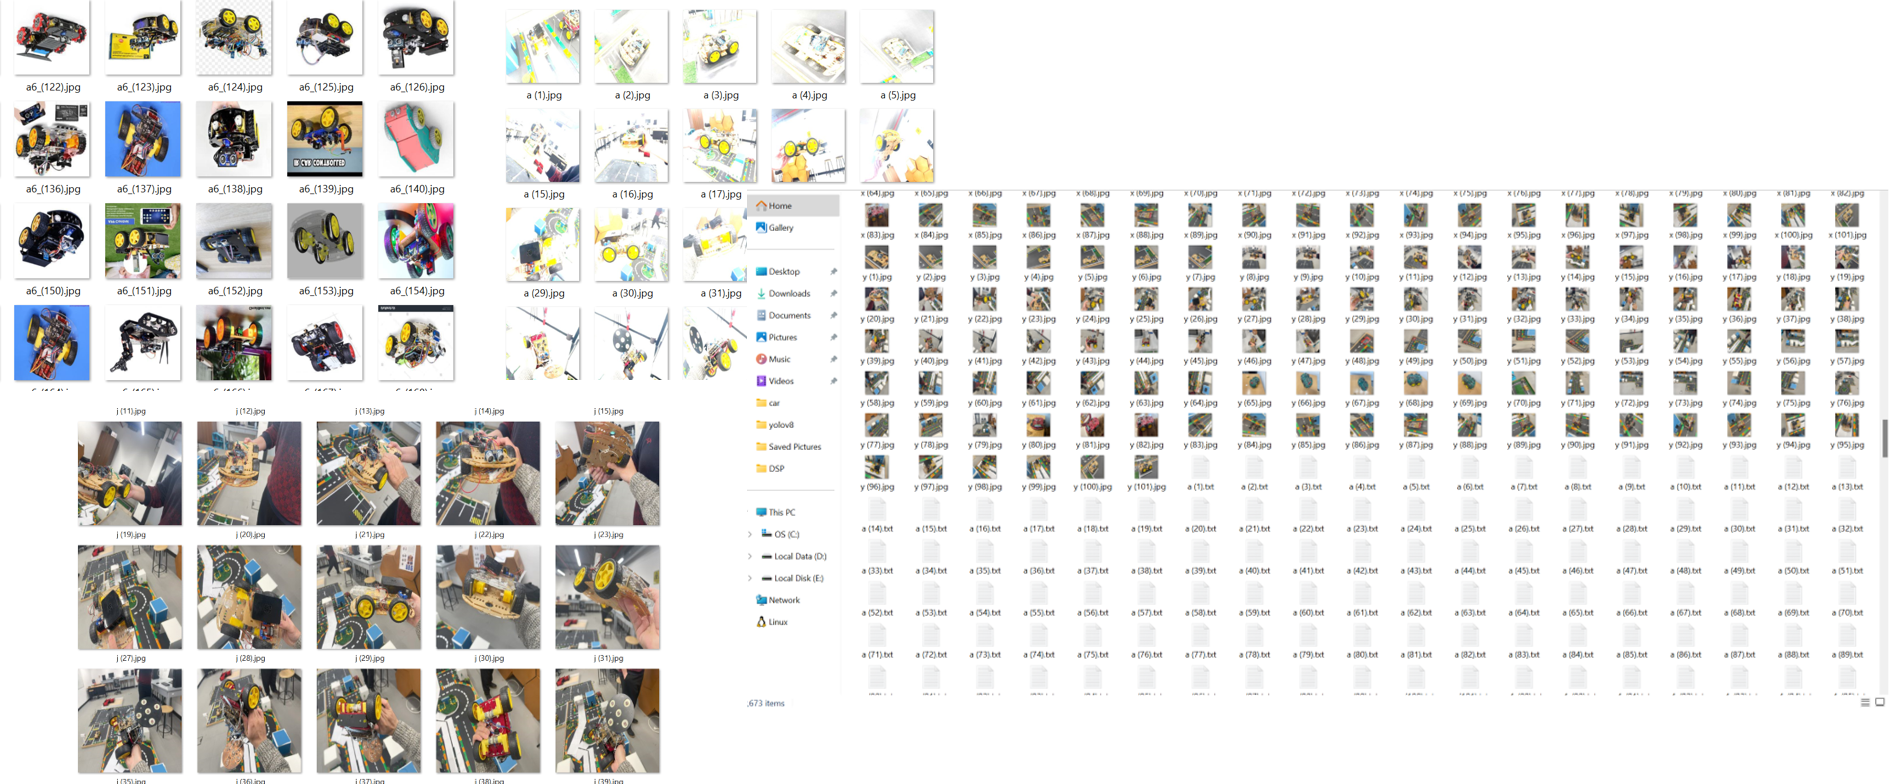 a6_(122).jpg a6_(123).jpg a6_(124).jpg a6_(125).jpg a6_(126).jpg
a6_(136).jpg a6_(137).jpg a6_(138).jpg a6_(139).jpg a6_(140).jpg
a6_(150).jpg a6_(151).jpg a6_(152).jpg a6_(153).jpg a6_(154).jpg
a (1).jpg a (2).jpg a (3).jpg a (4).jpg a (5).jpg
a (15).jpg a (16).jpg a (17).jpg
a (29).jpg a (30).jpg a (31).jpg
j (11).jpg j (12).jpg j (13).jpg j (14).jpg j (15).jpg
j (19).jpg j (20).jpg j (21).jpg j (22).jpg j (23).jpg
j (27).jpg j (28).jpg j (29).jpg j (30).jpg j (31).jpg
j (35).jpg j (36).jpg j (37).jpg j (38).jpg j (39).jpg
Home
Gallery
Desktop
Downloads
Documents
Pictures
Music
Videos
car
yolov8
Saved Pictures
DSP
This PC
OS (C:)
Local Data (D:)
Local Disk (E:)
Network
Linux
,673 items
x (64).jpg x (65).jpg x (66).jpg x (67).jpg x (68).jpg x (69).jpg x (70).jpg x (71).jpg x (72).jpg x (73).jpg x (74).jpg x (75).jpg x (76).jpg x (77).jpg x (78).jpg x (79).jpg x (80).jpg x (81).jpg x (82).jpg
x (83).jpg x (84).jpg x (85).jpg x (86).jpg x (87).jpg x (88).jpg x (89).jpg x (90).jpg x (91).jpg x (92).jpg x (93).jpg x (94).jpg x (95).jpg x (96).jpg x (97).jpg x (98).jpg x (99).jpg x (100).jpg x (101).jpg
y (1).jpg y (2).jpg y (3).jpg y (4).jpg y (5).jpg y (6).jpg y (7).jpg y (8).jpg y (9).jpg y (10).jpg y (11).jpg y (12).jpg y (13).jpg y (14).jpg y (15).jpg y (16).jpg y (17).jpg y (18).jpg y (19).jpg
y (20).jpg y (21).jpg y (22).jpg y (23).jpg y (24).jpg y (25).jpg y (26).jpg y (27).jpg y (28).jpg y (29).jpg y (30).jpg y (31).jpg y (32).jpg y (33).jpg y (34).jpg y (35).jpg y (36).jpg y (37).jpg y (38).jpg
y (39).jpg y (40).jpg y (41).jpg y (42).jpg y (43).jpg y (44).jpg y (45).jpg y (46).jpg y (47).jpg y (48).jpg y (49).jpg y (50).jpg y (51).jpg y (52).jpg y (53).jpg y (54).jpg y (55).jpg y (56).jpg y (57).jpg
y (58).jpg y (59).jpg y (60).jpg y (61).jpg y (62).jpg y (63).jpg y (64).jpg y (65).jpg y (66).jpg y (67).jpg y (68).jpg y (69).jpg y (70).jpg y (71).jpg y (72).jpg y (73).jpg y (74).jpg y (75).jpg y (76).jpg
y (77).jpg y (78).jpg y (79).jpg y (80).jpg y (81).jpg y (82).jpg y (83).jpg y (84).jpg y (85).jpg y (86).jpg y (87).jpg y (88).jpg y (89).jpg y (90).jpg y (91).jpg y (92).jpg y (93).jpg y (94).jpg y (95).jpg
y (96).jpg y (97).jpg y (98).jpg y (99).jpg y (100).jpg y (101).jpg a (1).txt a (2).txt a (3).txt a (4).txt a (5).txt a (6).txt a (7).txt a (8).txt a (9).txt a (10).txt a (11).txt a (12).txt a (13).txt
a (14).txt a (15).txt a (16).txt a (17).txt a (18).txt a (19).txt a (20).txt a (21).txt a (22).txt a (23).txt a (24).txt a (25).txt a (26).txt a (27).txt a (28).txt a (29).txt a (30).txt a (31).txt a (32).txt
a (33).txt a (34).txt a (35).txt a (36).txt a (37).txt a (38).txt a (39).txt a (40).txt a (41).txt a (42).txt a (43).txt a (44).txt a (45).txt a (46).txt a (47).txt a (48).txt a (49).txt a (50).txt a (51).txt
a (52).txt a (53).txt a (54).txt a (55).txt a (56).txt a (57).txt a (58).txt a (59).txt a (60).txt a (61).txt a (62).txt a (63).txt a (64).txt a (65).txt a (66).txt a (67).txt a (68).txt a (69).txt a (70).txt
a (71).txt a (72).txt a (73).txt a (74).txt a (75).txt a (76).txt a (77).txt a (78).txt a (79).txt a (80).txt a (81).txt a (82).txt a (83).txt a (84).txt a (85).txt a (86).txt a (87).txt a (88).txt a (89).txt